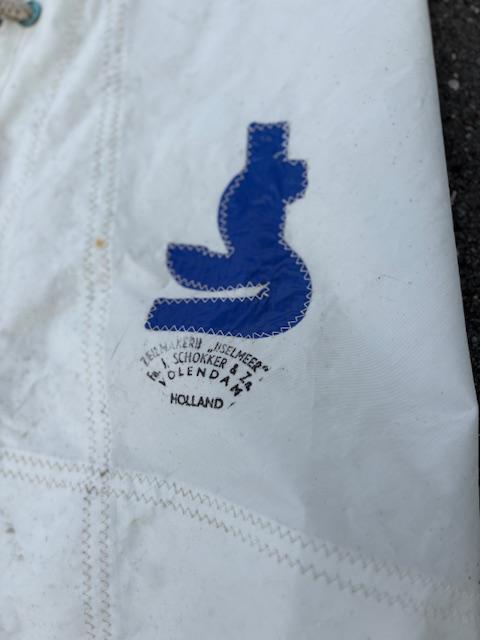 ZEILMAKERIJ „IJSELMEER"
Fa. J. SCHOKKER & Zn.
VOLENDAM
HOLLAND